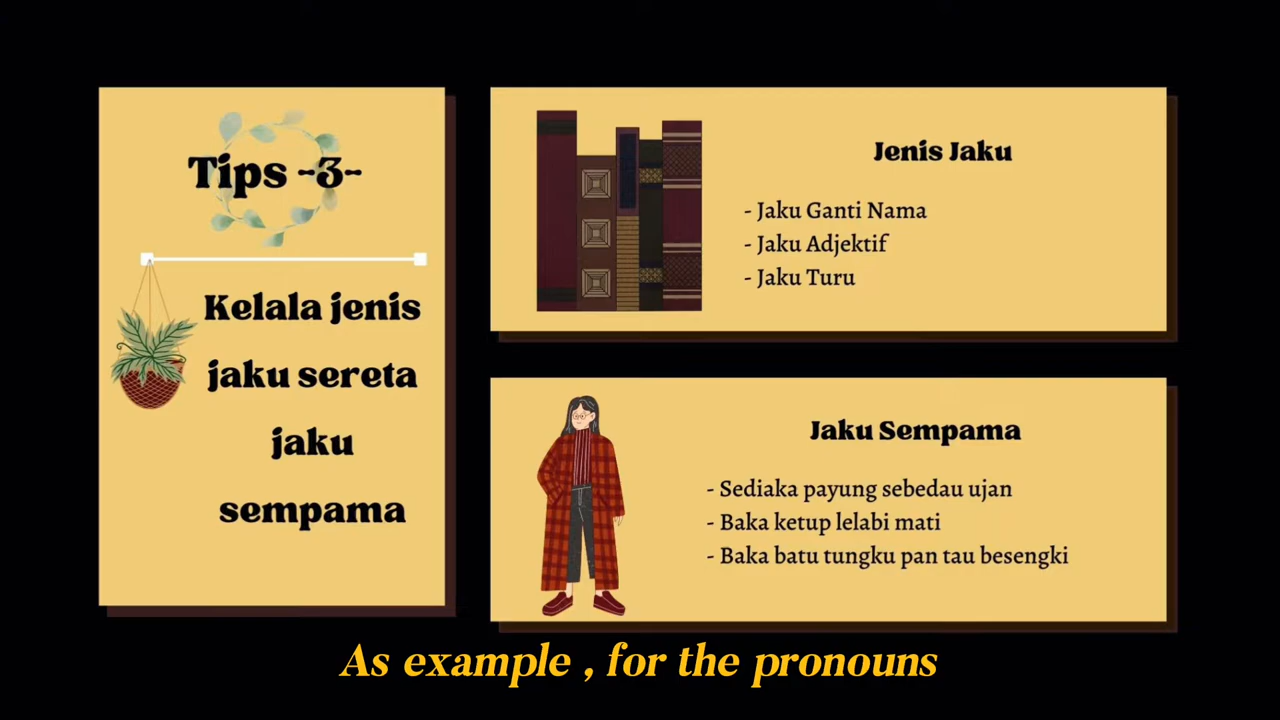 Tips -3-
Kelala jenis
jaku sereta
jaku
sempama
Jenis Jaku
- Jaku Ganti Nama
- Jaku Adjektif
- Jaku Turu
Jaku Sempama
- Sediaka payung sebedau ujan
- Baka ketup lelabi mati
- Baka batu tungku pan tau besengki
As example , for the pronouns